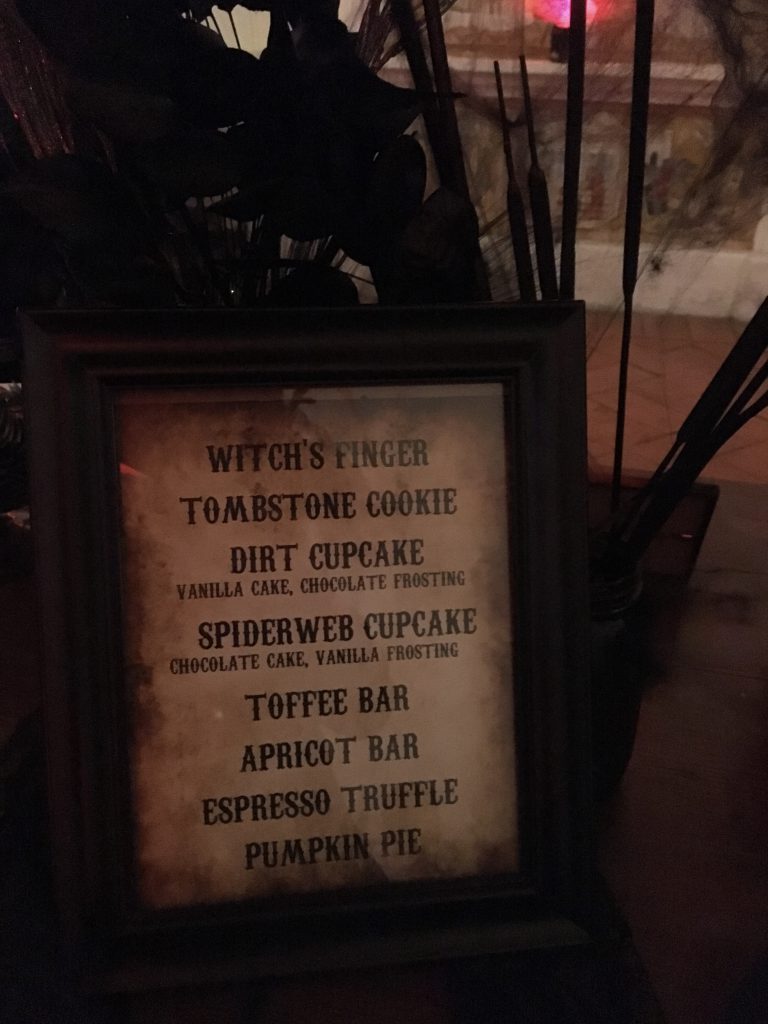 WITCH'S FINGER
TOMBSTONE COOKIE
DIRT CUPCAKE
VANILLA CAKE, CHOCOLATE FROSTING
SPIDERWEB CUPCAKE
CHOCOLATE CAKE, VANILLA FROSTING
TOFFEE BAR
APRICOT BAR
ESPRESSO TRUFFLE
PUMPKIN PIE